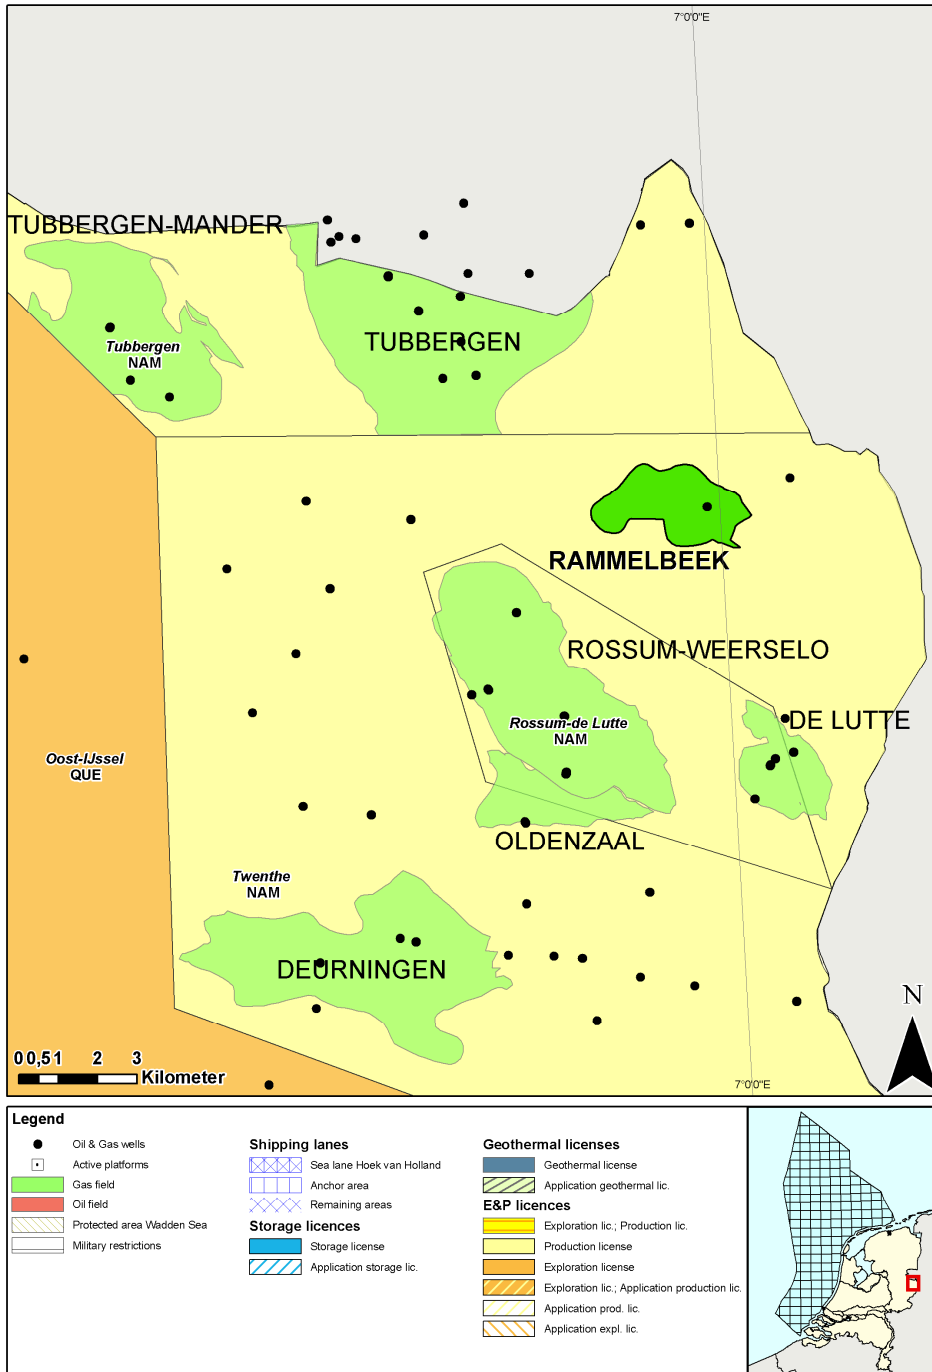 7°0'0"E
TUBBERGEN-MANDER
TUBBERGEN
Tubbergen
NAM
RAMMELBEEK
ROSSUM-WEERSELO
DE LUTTE
Rossum-de Lutte
NAM
Oost-IJssel
QUE
OLDENZAAL
Twenthe
NAM
DEURNINGEN
N
0 0,5 1 2 3
Kilometer
7°0'0"E
Legend
Oil & Gas wells
Active platforms
Gas field
Oil field
Protected area Wadden Sea
Military restrictions
Shipping lanes
Sea lane Hoek van Holland
Anchor area
Remaining areas
Storage licences
Storage license
Application storage lic.
Geothermal licenses
Geothermal license
Application geothermal lic.
E&P licences
Exploration lic.; Production lic.
Production license
Exploration license
Exploration lic.; Application production lic.
Application prod. lic.
Application expl. lic.